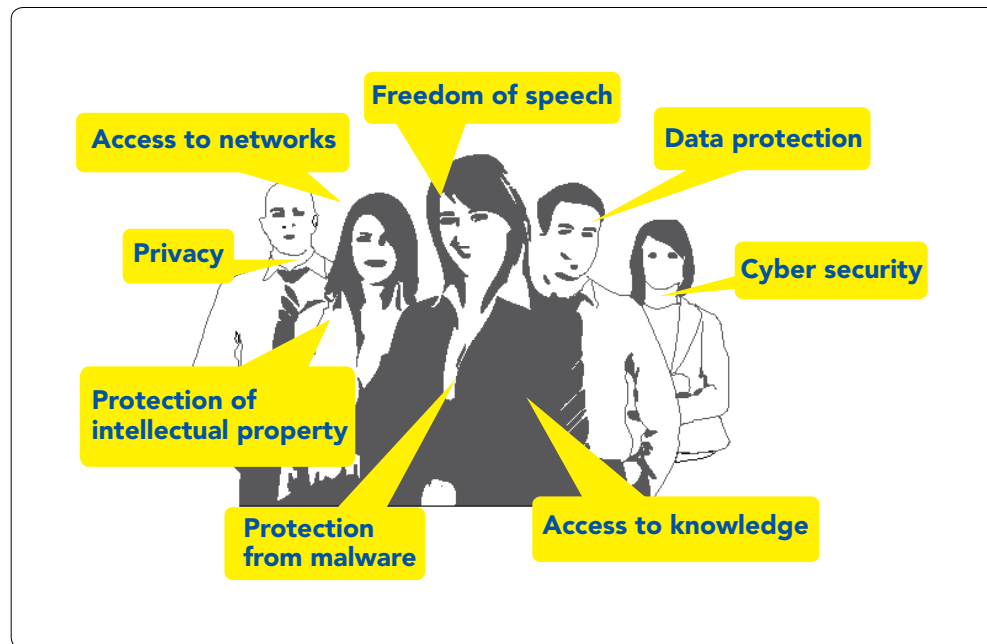 Freedom of speech
Access to networks
Data protection
Privacy
Cyber security
Protection of
intellectual property
Protection
from malware
Access to knowledge